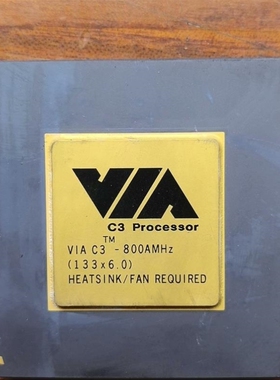 VIA
C3 Processor
TM
VIA C3 - 800AMHz
(133x6.0)
HEATSINK/FAN REQUIRED